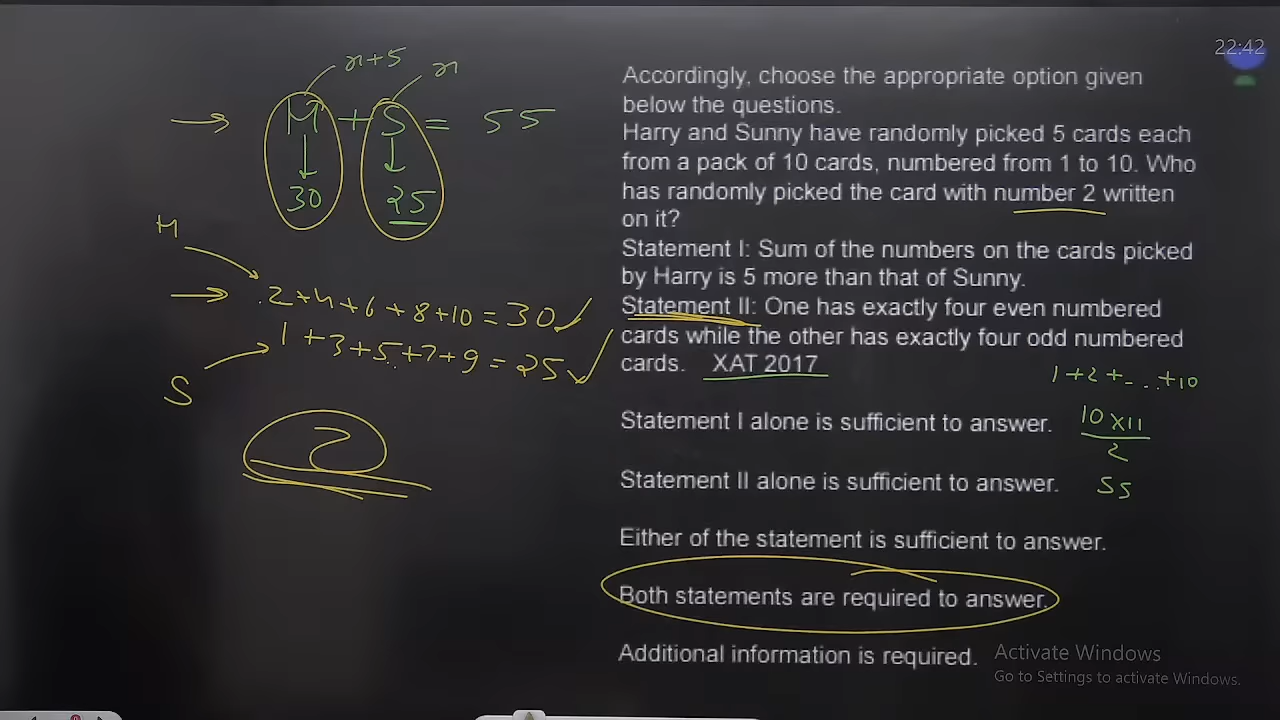 22:42
x+5
x
→ H + S = 55
↓ ↓
30 25
H
→ 2+4+6+8+10 = 30 ✓
1+3+5+7+9 = 25 ✓
S
2
Accordingly, choose the appropriate option given
below the questions.
Harry and Sunny have randomly picked 5 cards each
from a pack of 10 cards, numbered from 1 to 10. Who
has randomly picked the card with number 2 written
on it?
Statement I: Sum of the numbers on the cards picked
by Harry is 5 more than that of Sunny.
Statement II: One has exactly four even numbered
cards while the other has exactly four odd numbered
cards. XAT 2017
1+2+-...+10
Statement I alone is sufficient to answer.
10×11
2
Statement II alone is sufficient to answer.
55
Either of the statement is sufficient to answer.
Both statements are required to answer.
Additional information is required.
Activate Windows
Go to Settings to activate Windows.